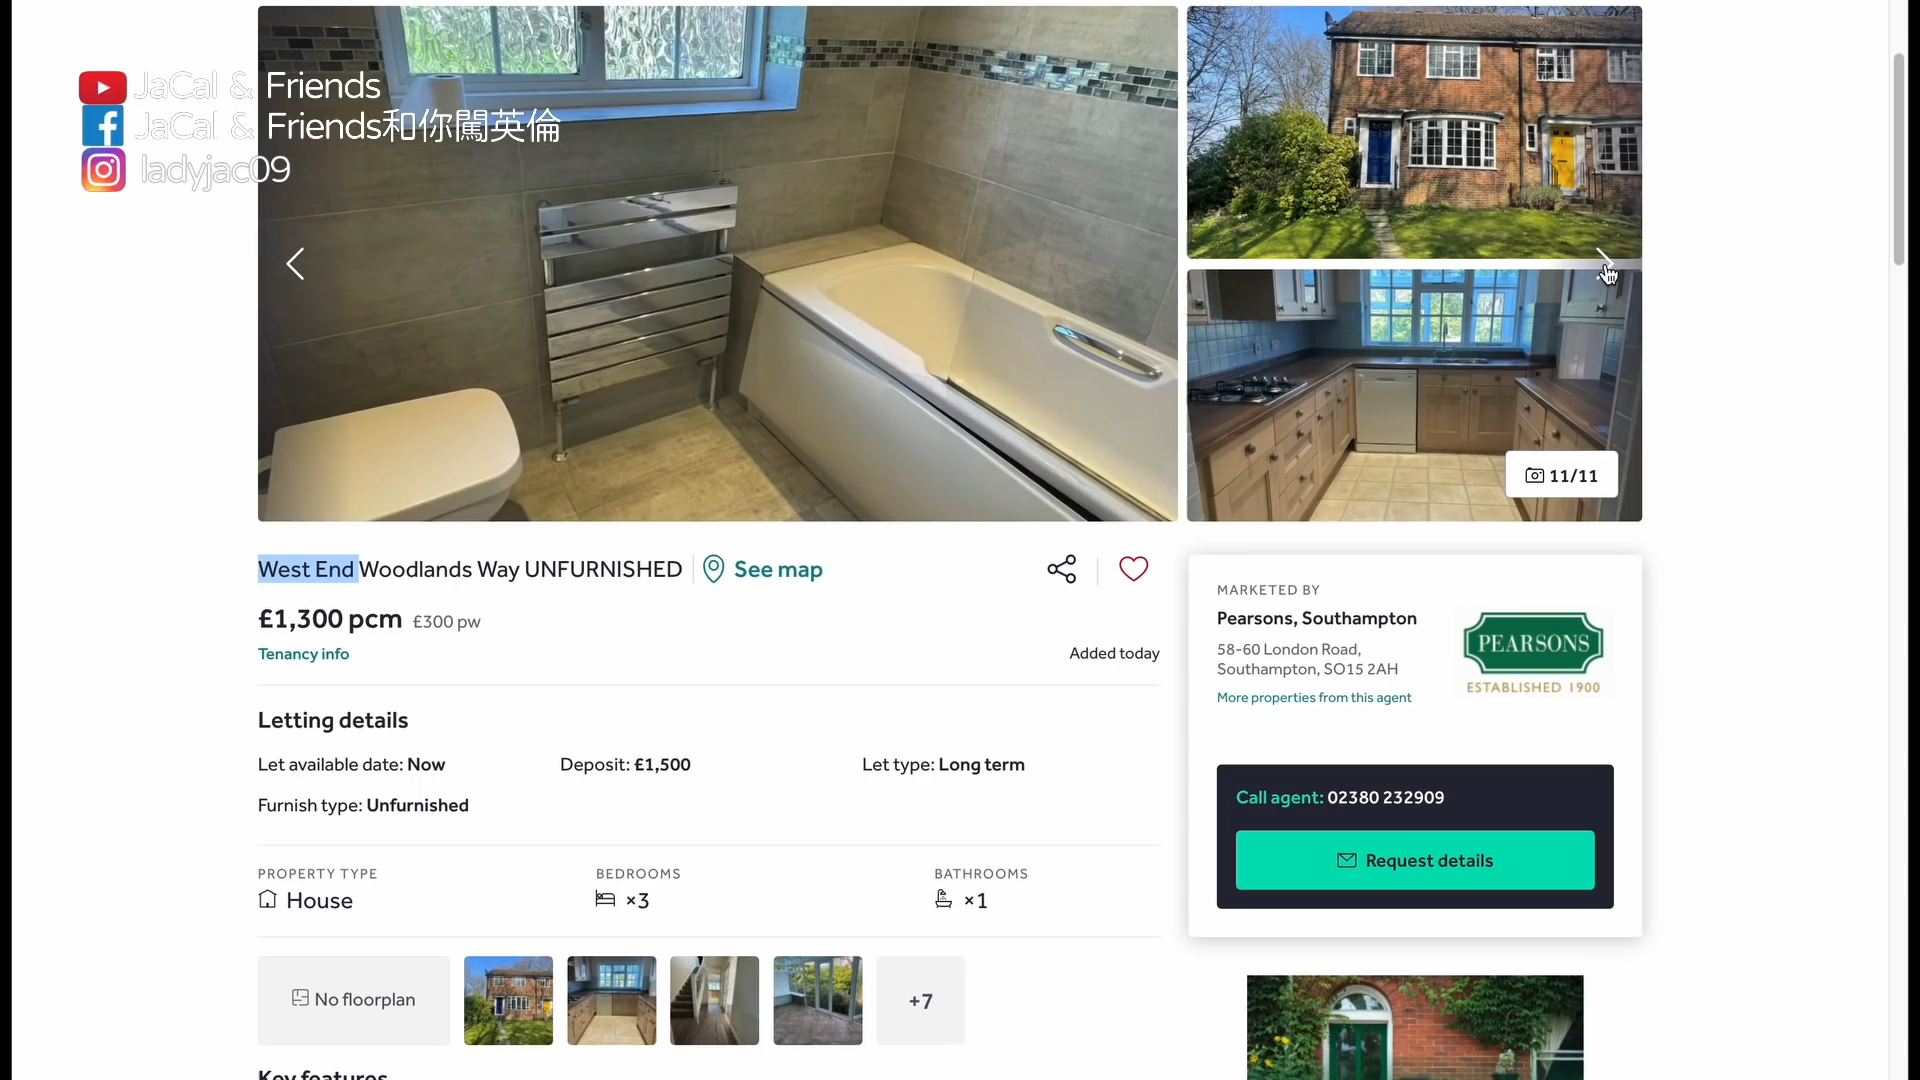 JaCal & Friends
JaCal & Friends和你闖英倫
ladyjac09
11/11
West End Woodlands Way UNFURNISHED
See map
£1,300 pcm £300 pw
Tenancy info
Added today
Letting details
Let available date: Now
Deposit: £1,500
Let type: Long term
Furnish type: Unfurnished
PROPERTY TYPE
House
BEDROOMS
×3
BATHROOMS
×1
No floorplan
+7
Key features
MARKETED BY
Pearsons, Southampton
58-60 London Road,
Southampton, SO15 2AH
More properties from this agent
PEARSONS
ESTABLISHED 1900
Call agent: 02380 232909
Request details